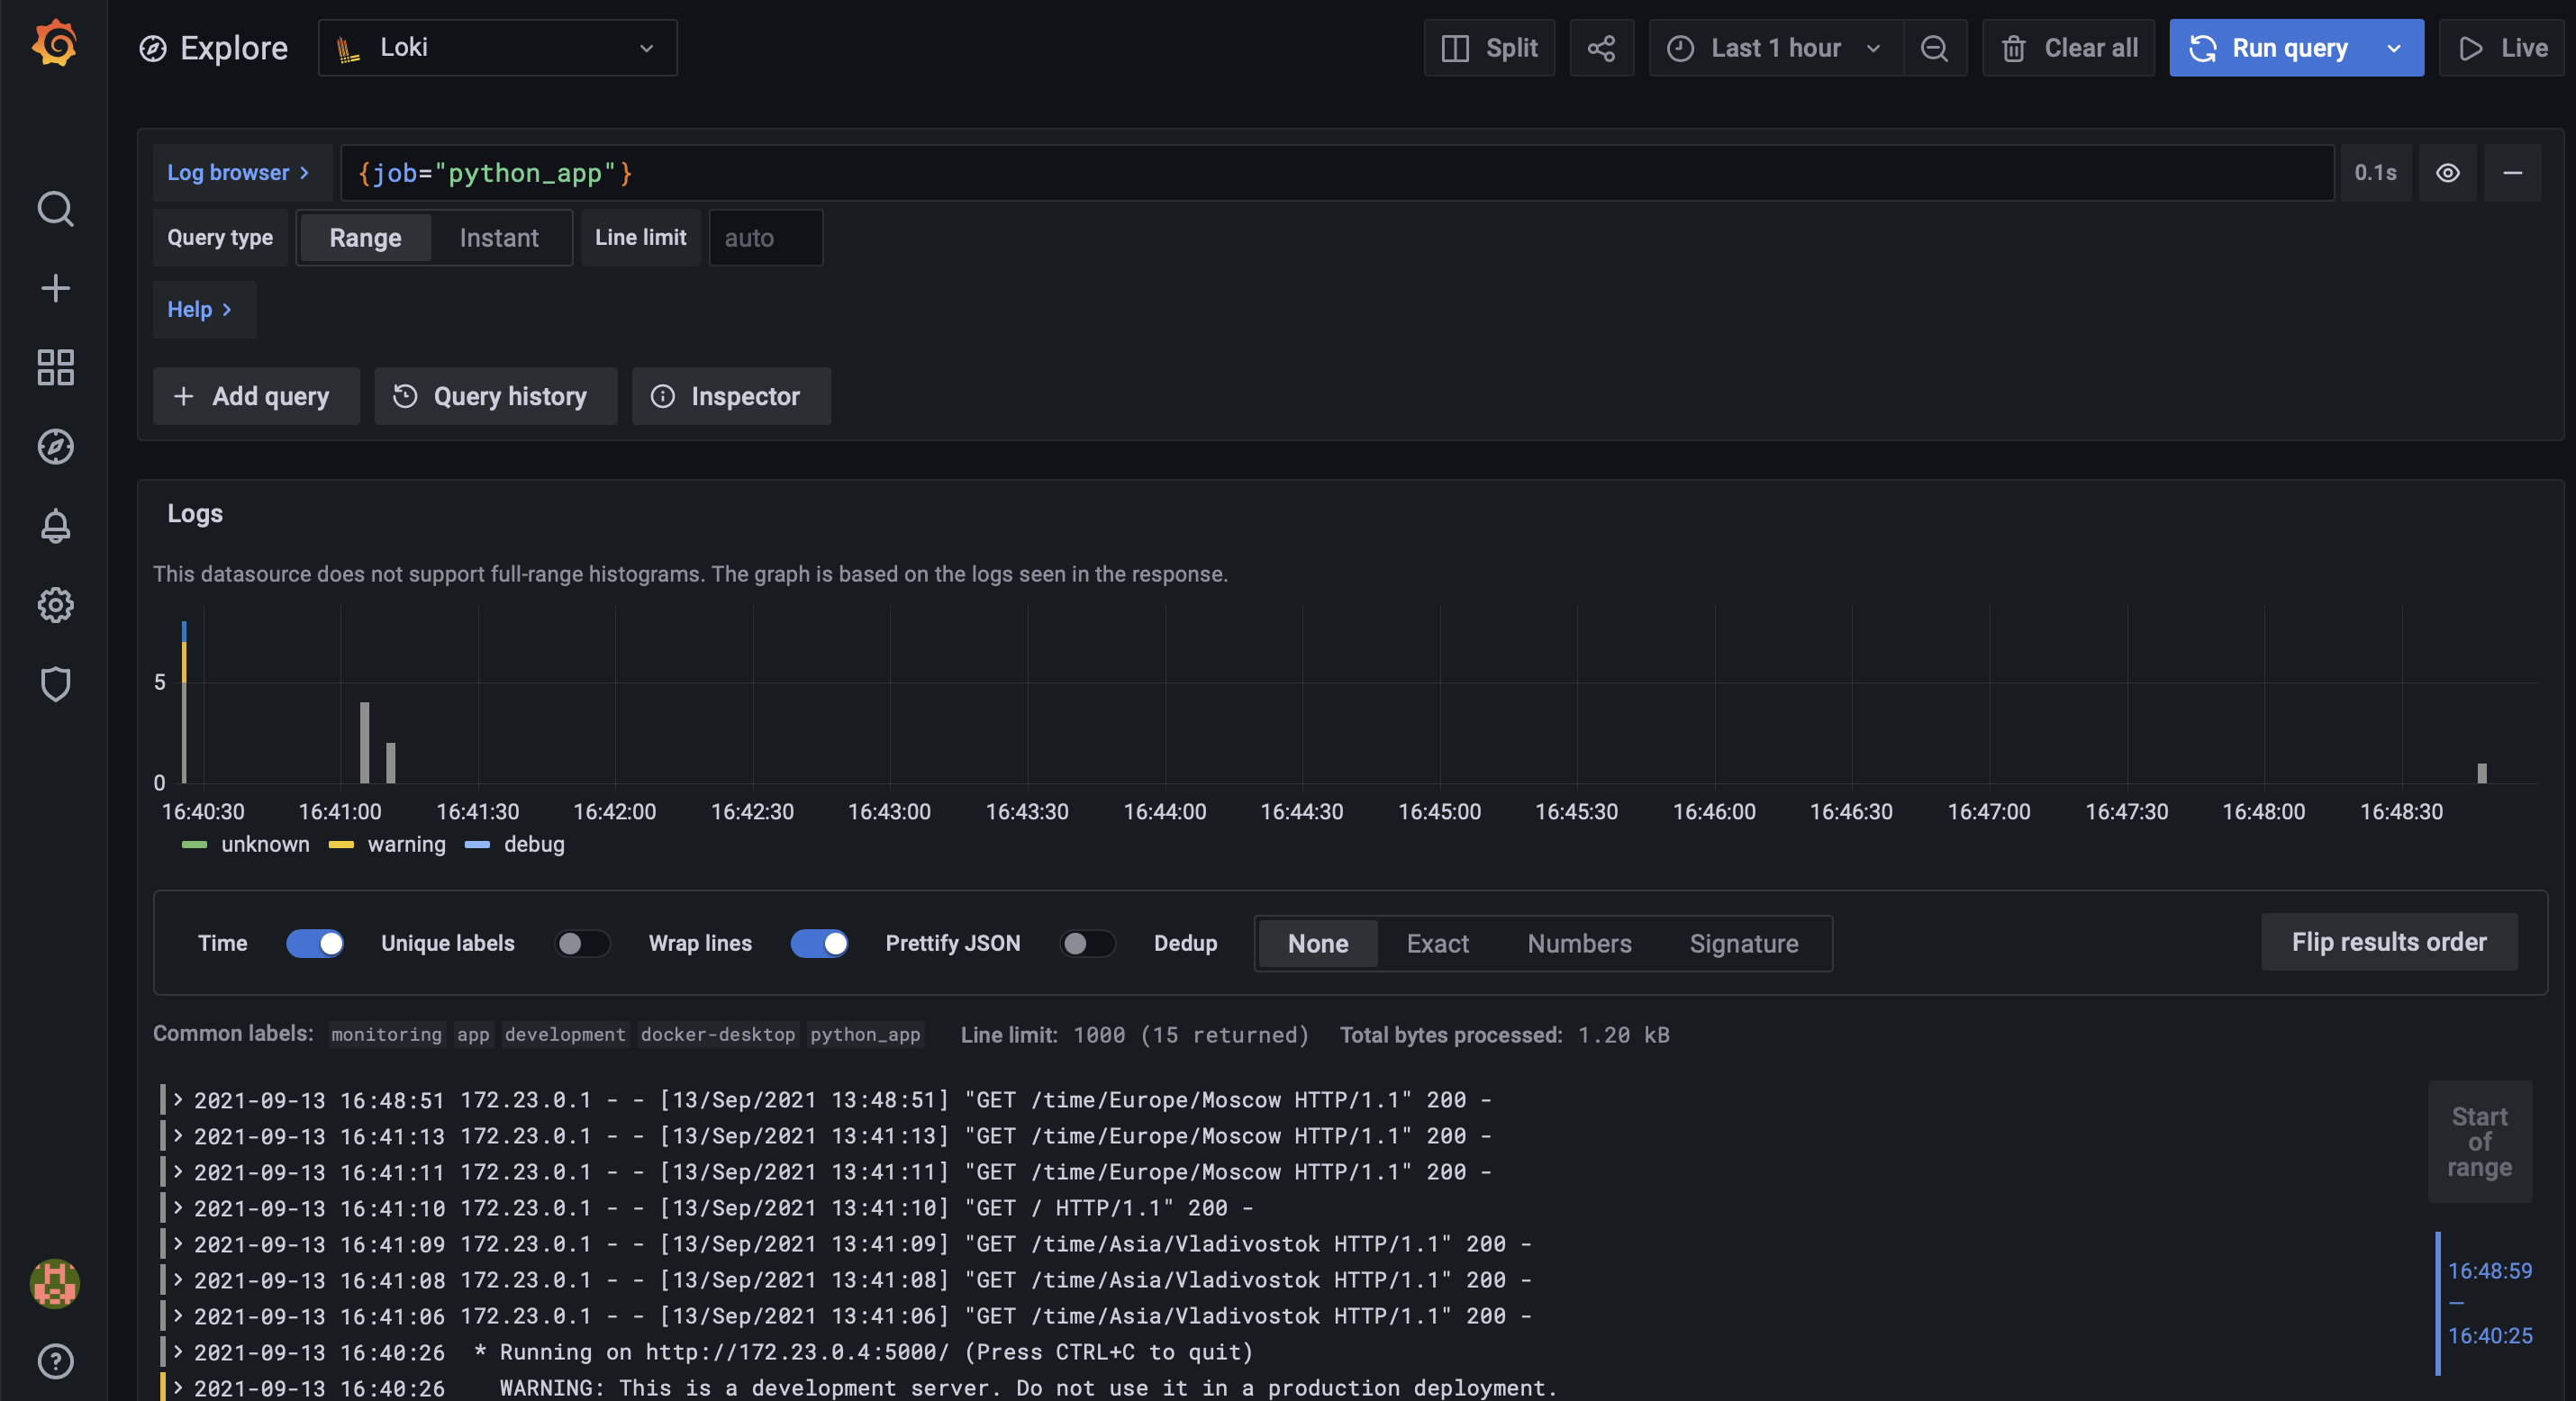 Explore Loki Split Last 1 hour Clear all Run query Live
Log browser > {job="python_app"} 0.1s
Query type Range Instant Line limit auto
Help >
Add query Query history Inspector
Logs
This datasource does not support full-range histograms. The graph is based on the logs seen in the response.
5
0
16:40:30 16:41:00 16:41:30 16:42:00 16:42:30 16:43:00 16:43:30 16:44:00 16:44:30 16:45:00 16:45:30 16:46:00 16:46:30 16:47:00 16:47:30 16:48:00 16:48:30
unknown warning debug
Time Unique labels Wrap lines Prettify JSON Dedup None Exact Numbers Signature Flip results order
Common labels: monitoring app development docker-desktop python_app Line limit: 1000 (15 returned) Total bytes processed: 1.20 kB
> 2021-09-13 16:48:51 172.23.0.1 - - [13/Sep/2021 13:48:51] "GET /time/Europe/Moscow HTTP/1.1" 200 -
> 2021-09-13 16:41:13 172.23.0.1 - - [13/Sep/2021 13:41:13] "GET /time/Europe/Moscow HTTP/1.1" 200 -
> 2021-09-13 16:41:11 172.23.0.1 - - [13/Sep/2021 13:41:11] "GET /time/Europe/Moscow HTTP/1.1" 200 -
> 2021-09-13 16:41:10 172.23.0.1 - - [13/Sep/2021 13:41:10] "GET / HTTP/1.1" 200 -
> 2021-09-13 16:41:09 172.23.0.1 - - [13/Sep/2021 13:41:09] "GET /time/Asia/Vladivostok HTTP/1.1" 200 -
> 2021-09-13 16:41:08 172.23.0.1 - - [13/Sep/2021 13:41:08] "GET /time/Asia/Vladivostok HTTP/1.1" 200 -
> 2021-09-13 16:41:06 172.23.0.1 - - [13/Sep/2021 13:41:06] "GET /time/Asia/Vladivostok HTTP/1.1" 200 -
> 2021-09-13 16:40:26 * Running on http://172.23.0.4:5000/ (Press CTRL+C to quit)
> 2021-09-13 16:40:26 WARNING: This is a development server. Do not use it in a production deployment.
Start
of
range
16:48:59
—
16:40:25